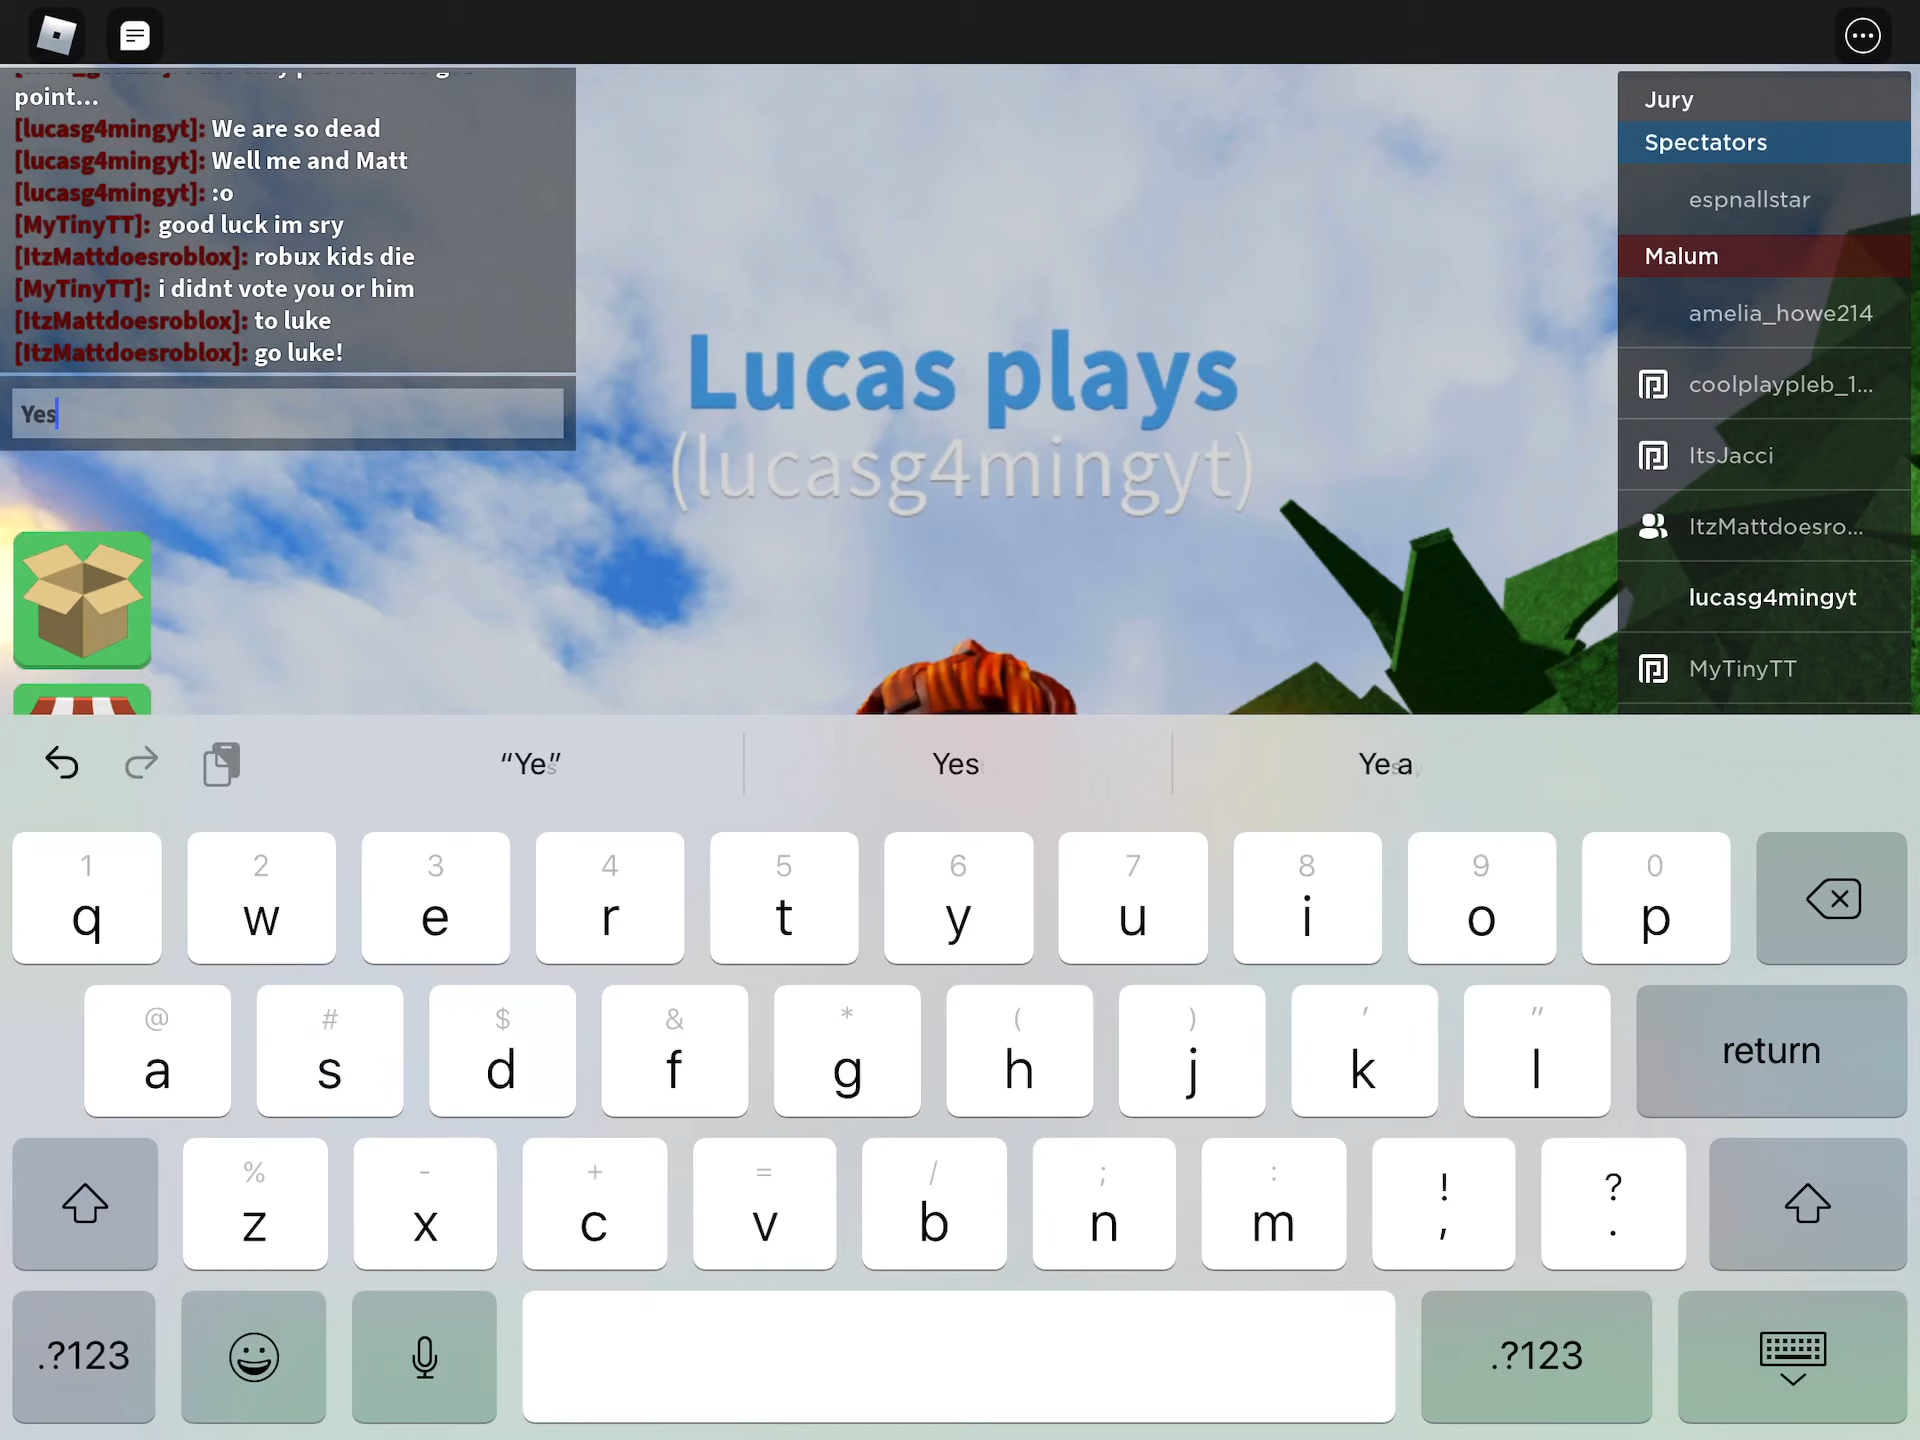 point...
[lucasg4mingyt]: We are so dead
[lucasg4mingyt]: Well me and Matt
[lucasg4mingyt]: :o
[MyTinyTT]: good luck im sry
[ItzMattdoesroblox]: robux kids die
[MyTinyTT]: i didnt vote you or him
[ItzMattdoesroblox]: to luke
[ItzMattdoesroblox]: go luke!
Yes
Lucas plays
(lucasg4mingyt)
Jury
Spectators
espnallstar
Malum
amelia_howe214
coolplaypleb_1...
ItsJacci
ItzMattdoesro...
lucasg4mingyt
MyTinyTT
“Ye” Yes Yea
1 2 3 4 5 6 7 8 9 0
q w e r t y u i o p
@ # $ & * ( ) ' "
a s d f g h j k l return
% - + = / ; : ! ?
z x c v b n m , .
.?123 .?123